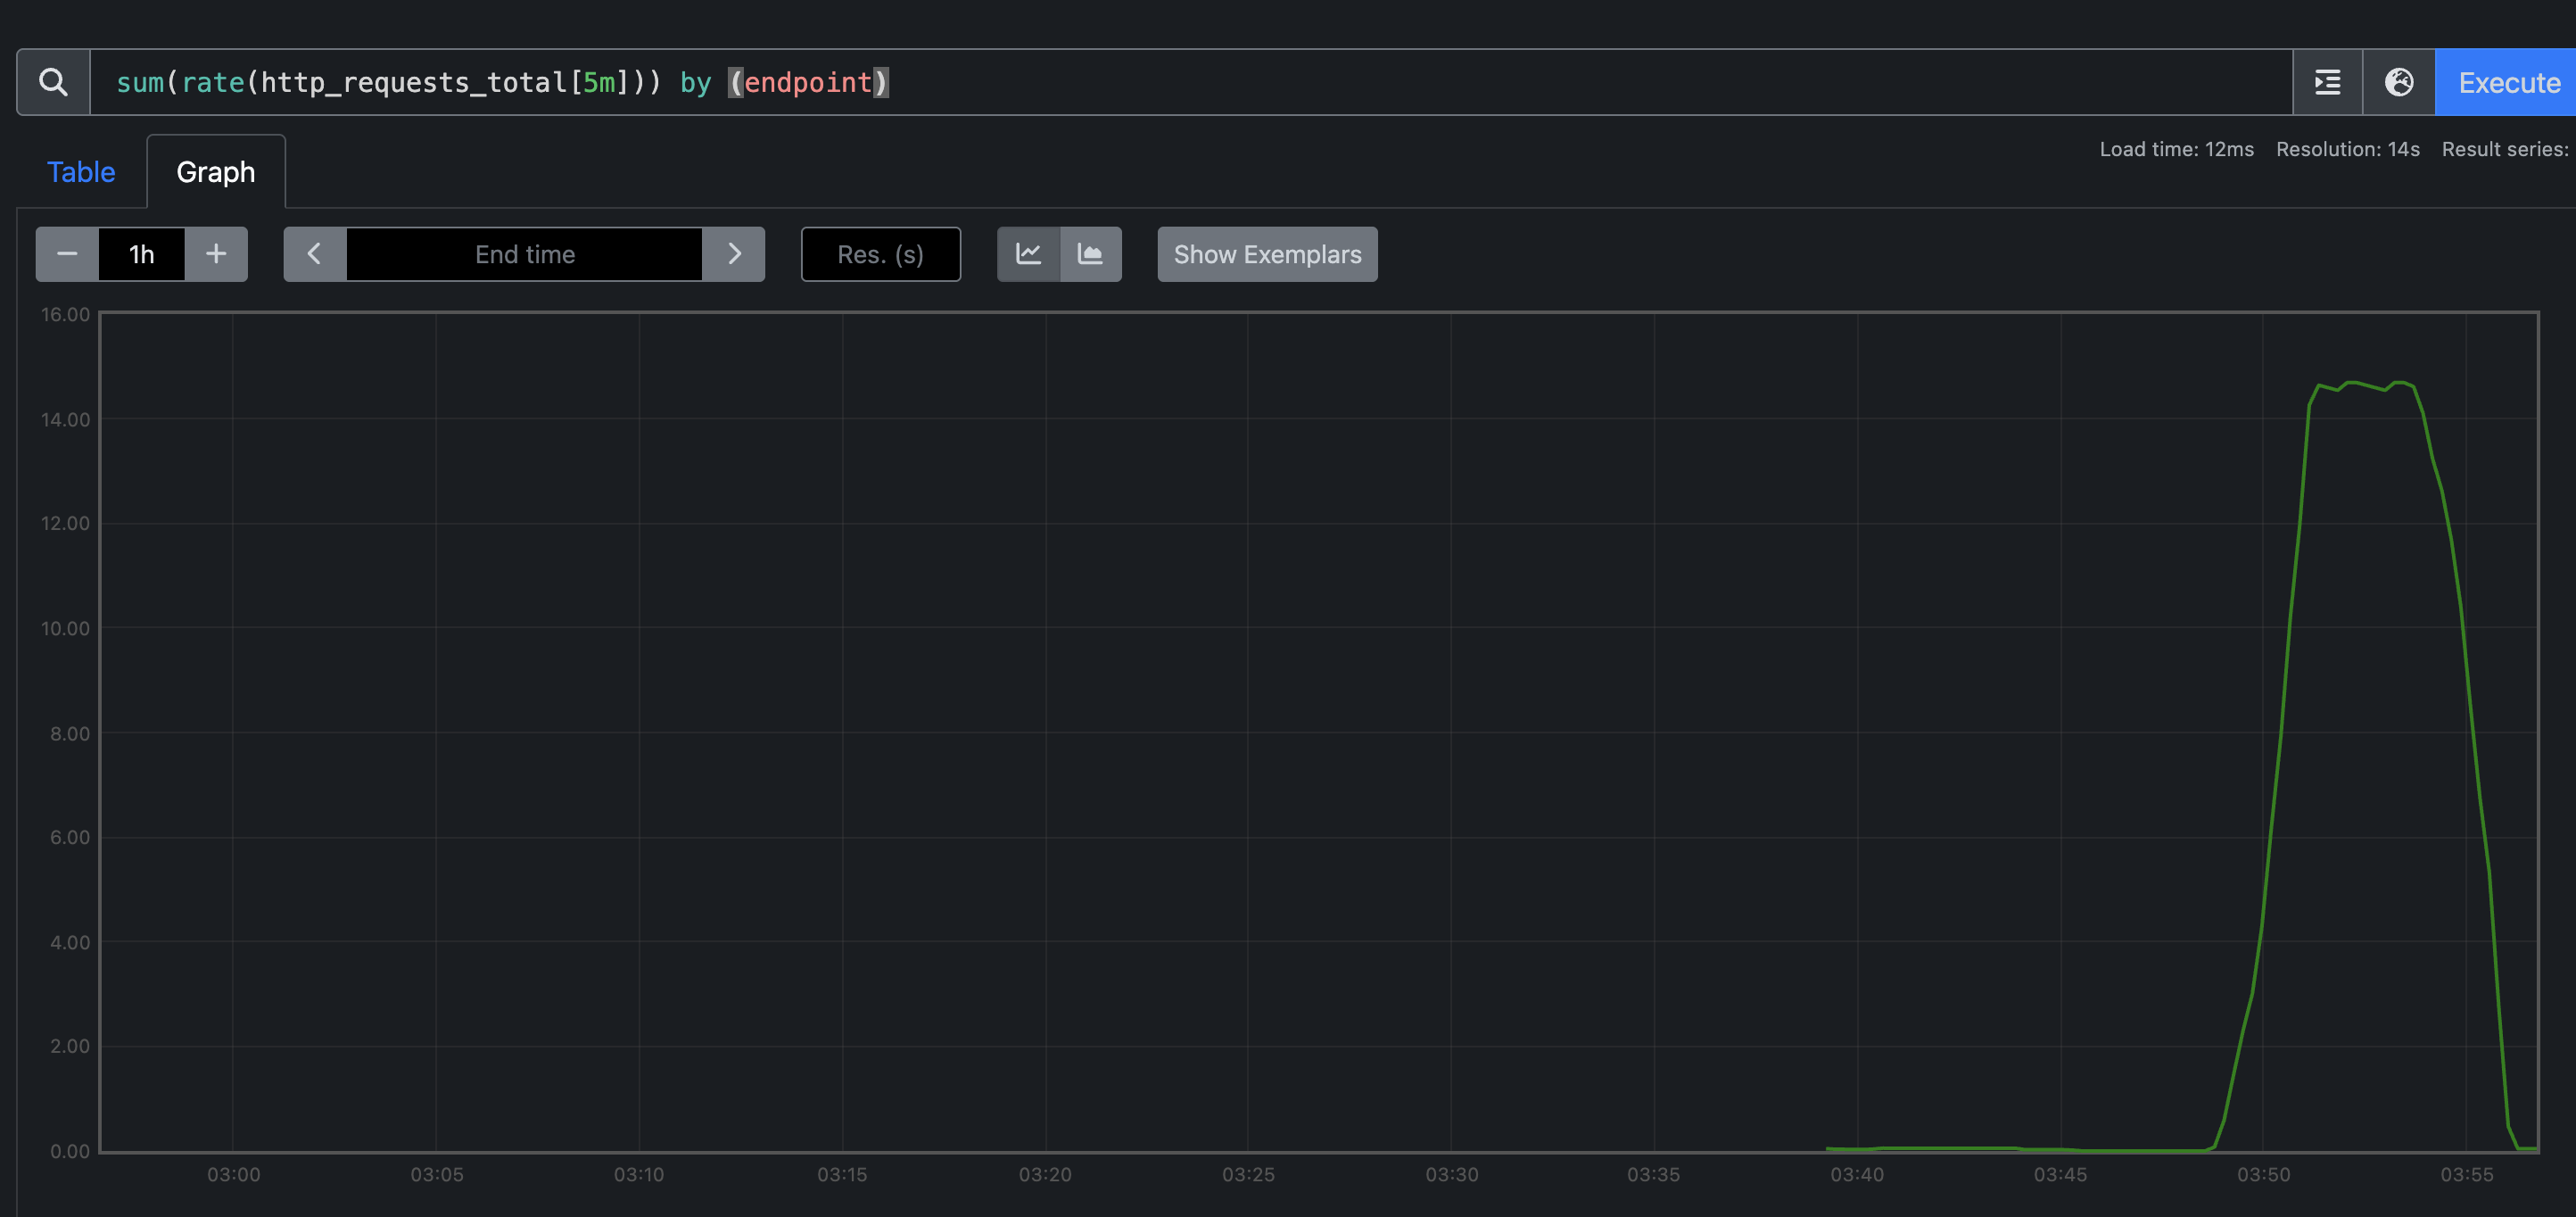 sum(rate(http_requests_total[5m])) by (endpoint)
Execute
Table
Graph
Load time: 12ms Resolution: 14s Result series:
1h
End time
Res. (s)
Show Exemplars
16.00
14.00
12.00
10.00
8.00
6.00
4.00
2.00
0.00
03:00 03:05 03:10 03:15 03:20 03:25 03:30 03:35 03:40 03:45 03:50 03:55